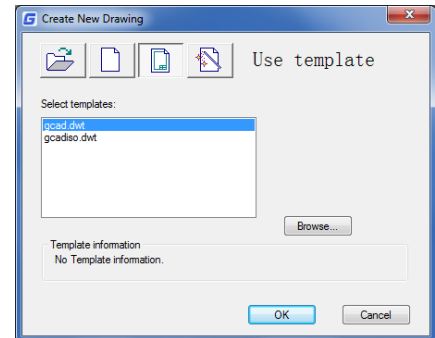 Create New Drawing
Use template
Select templates:
gcad.dwt
gcadiso.dwt
Browse...
Template information
No Template information.
OK
Cancel